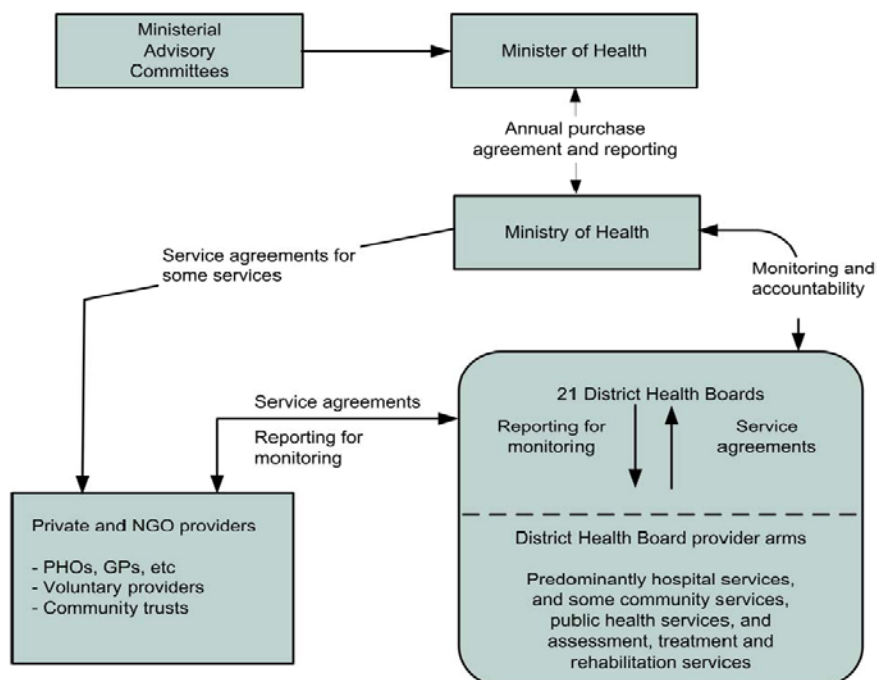 Ministerial
Advisory
Committees
Minister of Health
Annual purchase
agreement and reporting
Ministry of Health
Service agreements for
some services
Monitoring and
accountability
21 District Health Boards
Service agreements
Reporting for
monitoring
Reporting for
monitoring
Service
agreements
Private and NGO providers
- PHOs, GPs, etc
- Voluntary providers
- Community trusts
District Health Board provider arms
Predominantly hospital services,
and some community services,
public health services, and
assessment, treatment and
rehabilitation services